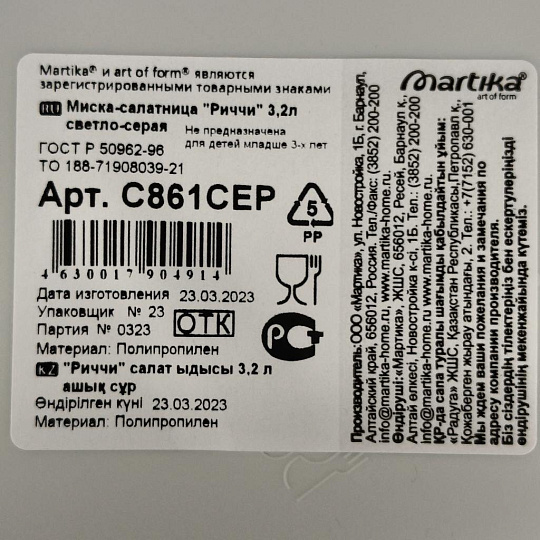 Martika® и art of form® являются
зарегистрированными товарными знаками
RU Миска-салатница "Риччи" 3,2л
светло-серая
Не предназначена
для детей младше 3-х лет
ГОСТ Р 50962-96
ТО 188-71908039-21
Арт. С861СЕР
5
PP
4 630017 904914
Дата изготовления 23.03.2023
Упаковщик № 23
Партия № 0323
ОТК
РСТ
Материал: Полипропилен
KZ "Риччи" салат ыдысы 3,2 л
ашық сұр
Өндірілген күні 23.03.2023
Материал: Полипропилен
martika®
art of form
Производитель:ООО «Мартика», ул. Новостройка, 1Б, г. Барнаул,
Алтайский край, 656012, Россия. Тел./Факс: (3852) 200-200
info@martika-home.ru, www.martika-home.ru.
Өндіруші:«Мартика», ЖШС, 656012, Ресей, Барнаул к.,
Алтай өлкесі, Новостройка к-сі, 1Б. Тел.: (3852) 200-200
info@martika-home.ru www.martika-home.ru
ҚР-да сапа туралы шағымды қабылдайтын ұйым:
«Радуга» ЖШС, Қазақстан Республикасы,Петропавл қ.,
Қожаберген жырау атындағы, 2. Тел.: +7(7152) 630-001
Мы ждем ваши пожелания и замечания по
адресу компании производителя.
Біз сіздердің тілектеріңіз бен ескертулеріңізді
өндірушінің мекенжайында күтеміз.